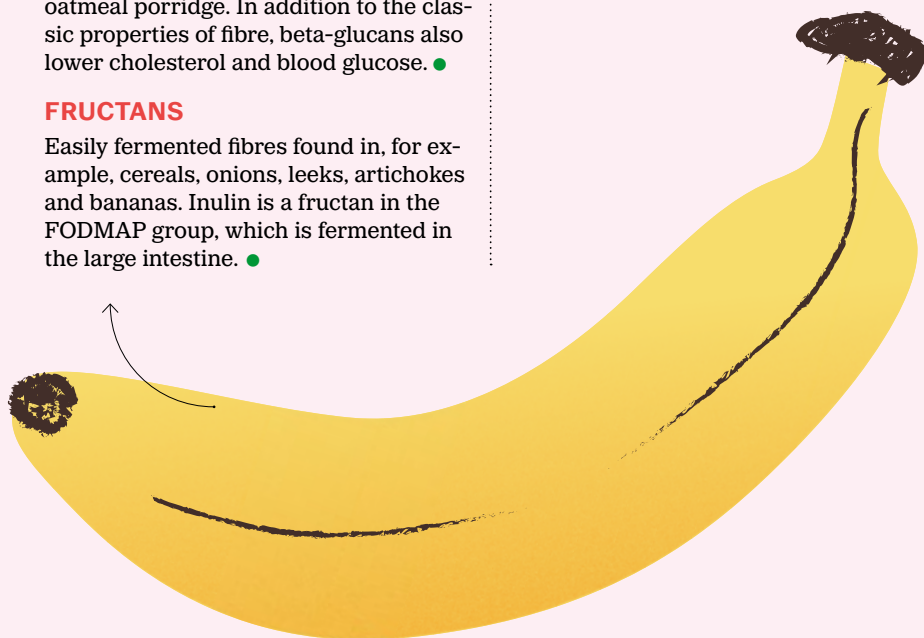 oatmeal porridge. In addition to the clas-
sic properties of fibre, beta-glucans also
lower cholesterol and blood glucose.
FRUCTANS
Easily fermented fibres found in, for ex-
ample, cereals, onions, leeks, artichokes
and bananas. Inulin is a fructan in the
FODMAP group, which is fermented in
the large intestine.